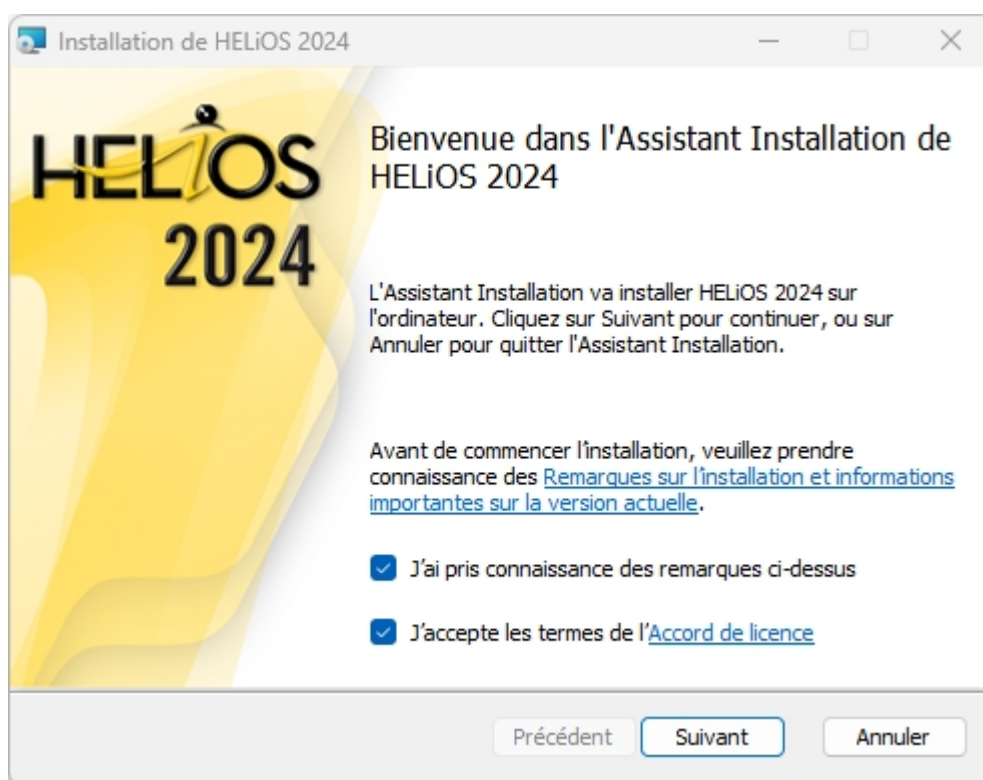 Installation de HELiOS 2024
HELiOS
2024
Bienvenue dans l'Assistant Installation de
HELiOS 2024
L'Assistant Installation va installer HELiOS 2024 sur
l'ordinateur. Cliquez sur Suivant pour continuer, ou sur
Annuler pour quitter l'Assistant Installation.
Avant de commencer l’installation, veuillez prendre
connaissance des Remarques sur l’installation et informations
importantes sur la version actuelle.
J’ai pris connaissance des remarques ci-dessus
J’accepte les termes de l’Accord de licence
Précédent Suivant Annuler